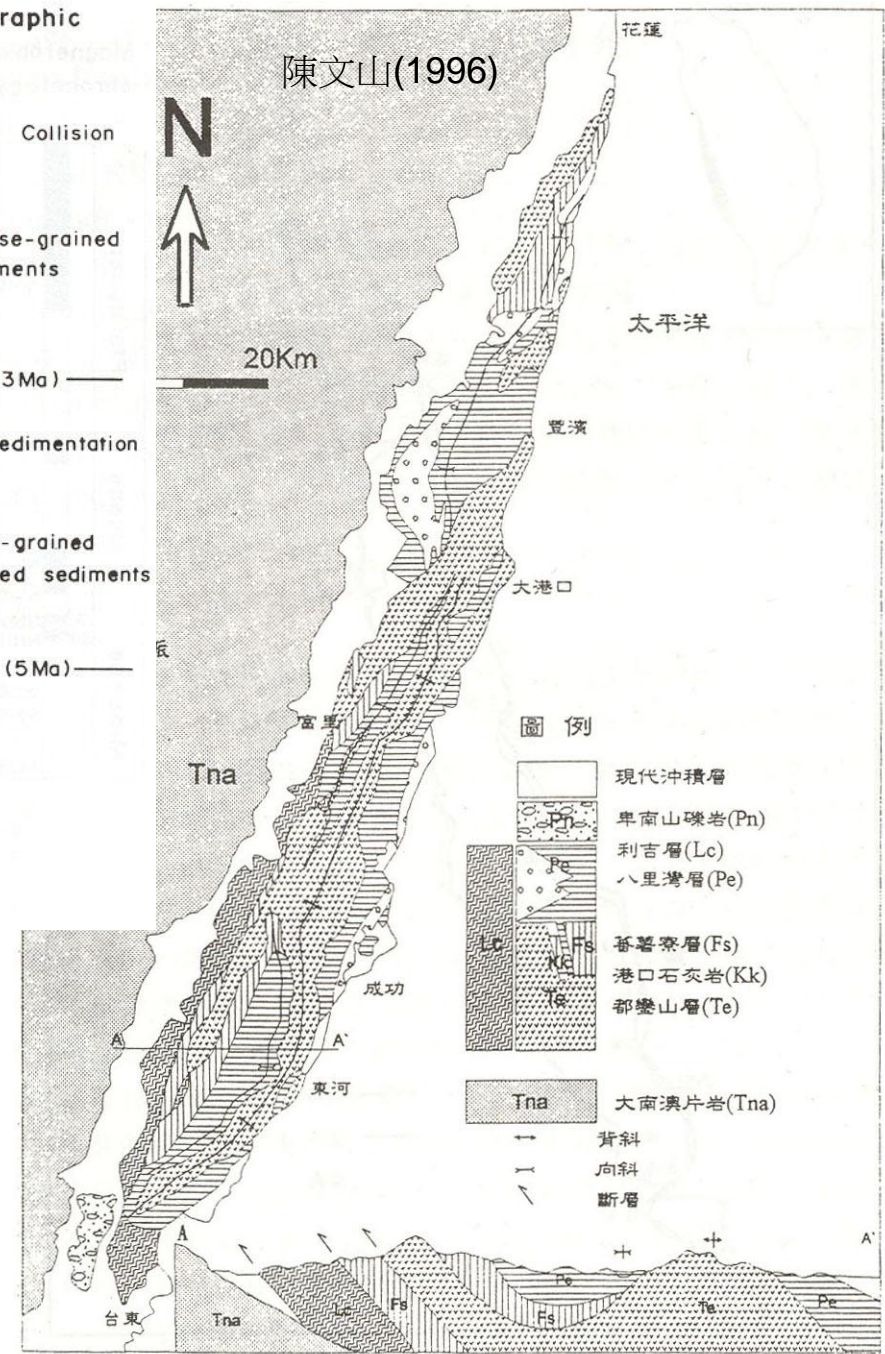 raphic
Collision
se-grained
ments
3 Ma)
edimentation
-grained
ed sediments
(5 Ma)
陳文山(1996)
N
20Km
花蓮
太平洋
豐濱
大港口
富里
Tna
成功
東河
台東
A
A'
圖例
現代沖積層
Pn
卑南山礫岩(Pn)
利吉層(Lc)
Pe
八里灣層(Pe)
Lc
Fs
蕃薯寮層(Fs)
Kk
港口石灰岩(Kk)
Te
都巒山層(Te)
Tna
大南澳片岩(Tna)
背斜
向斜
斷層
A
A'
Tna
Lc
Fs
Pe
Fs
Te
Pe